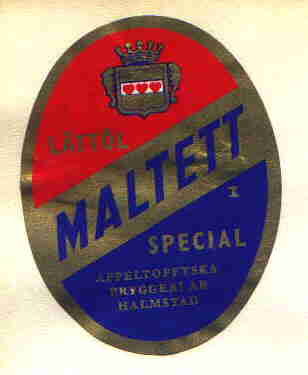 LÄTTÖL
MALTETT
I
SPECIAL
APPELTOFFTSKA
BRYGGERI AB
HALMSTAD